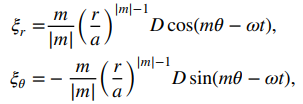 ξ_r = \frac{m}{|m|} \left( \frac{r}{a} \right)^{|m|-1} D cos(mθ − ωt),
ξ_θ = − \frac{m}{|m|} \left( \frac{r}{a} \right)^{|m|-1} D sin(mθ − ωt),